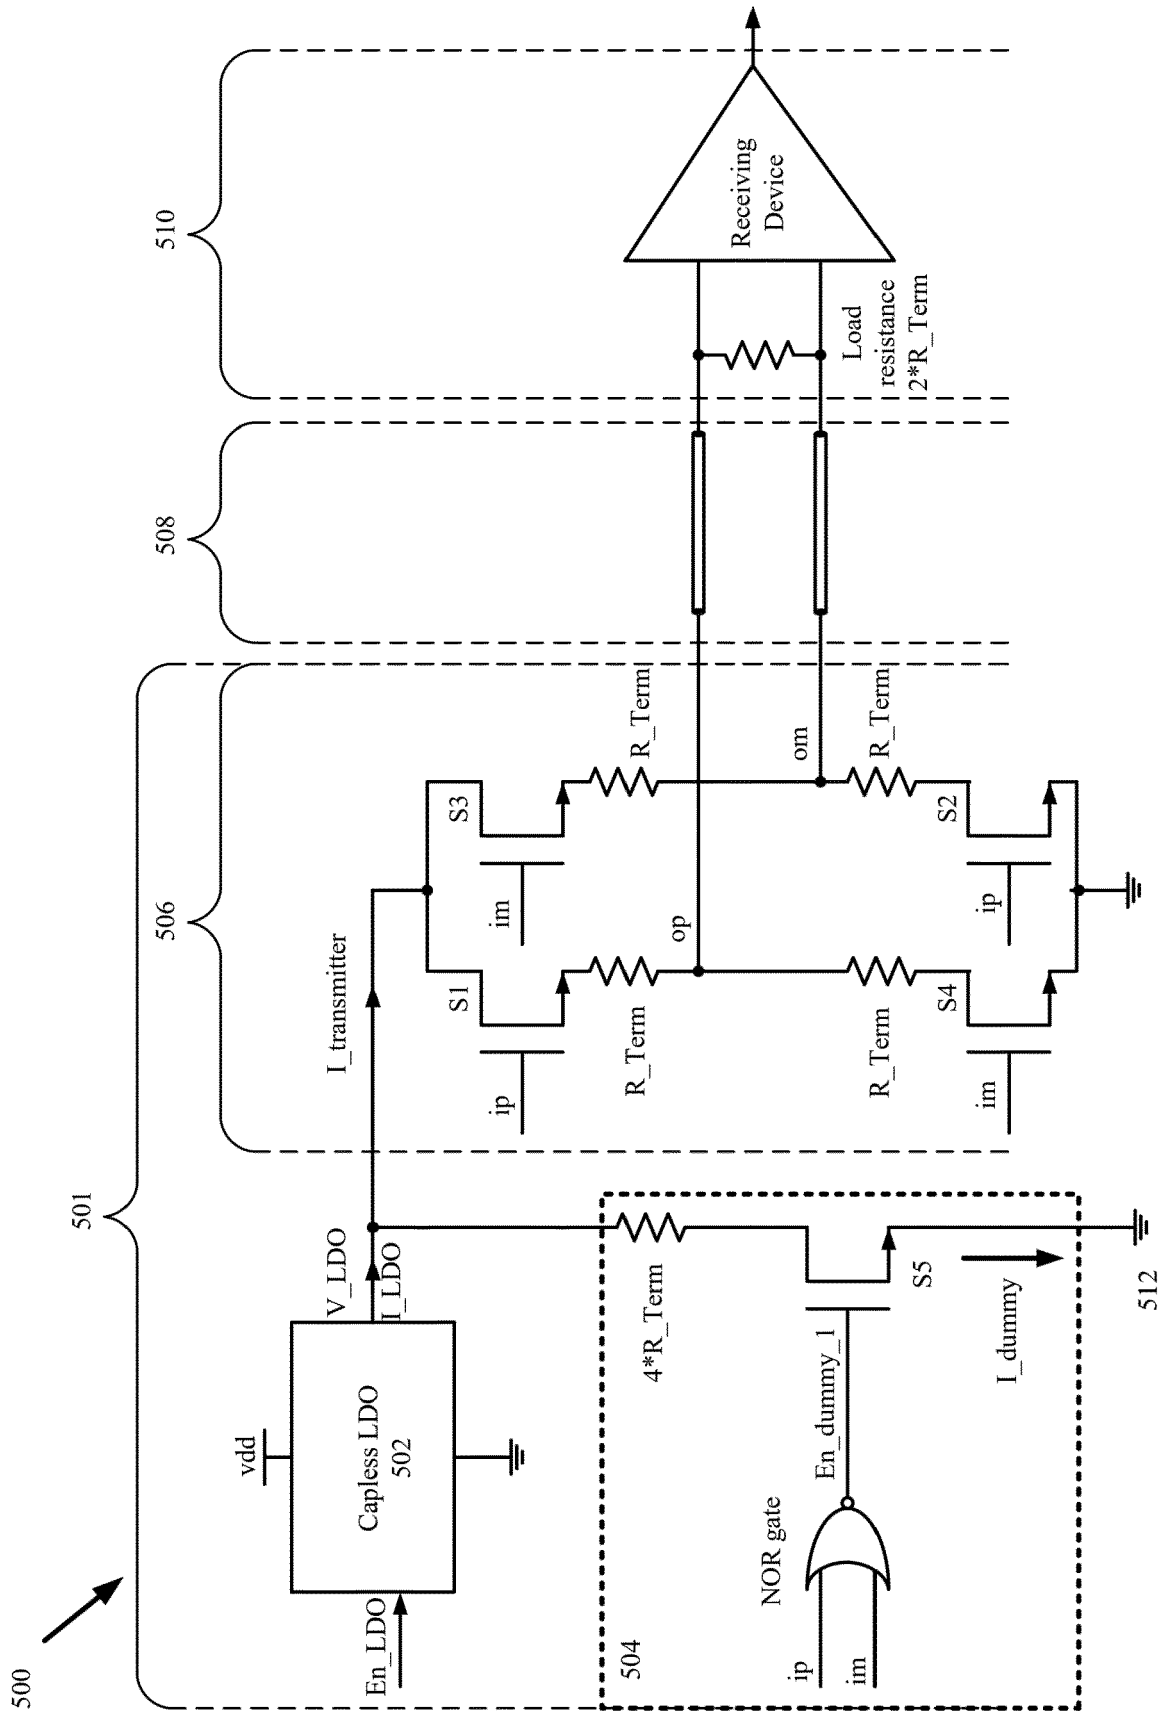 500
501
506
508
510
En_LDO
vdd
Capless LDO
502
V_LDO
I_LDO
I_transmitter
S1
S3
ip
im
R_Term
R_Term
op
om
R_Term
R_Term
S4
S2
im
ip
Load
resistance
2*R_Term
Receiving
Device
504
NOR gate
ip
im
En_dummy_1
4*R_Term
S5
I_dummy
512